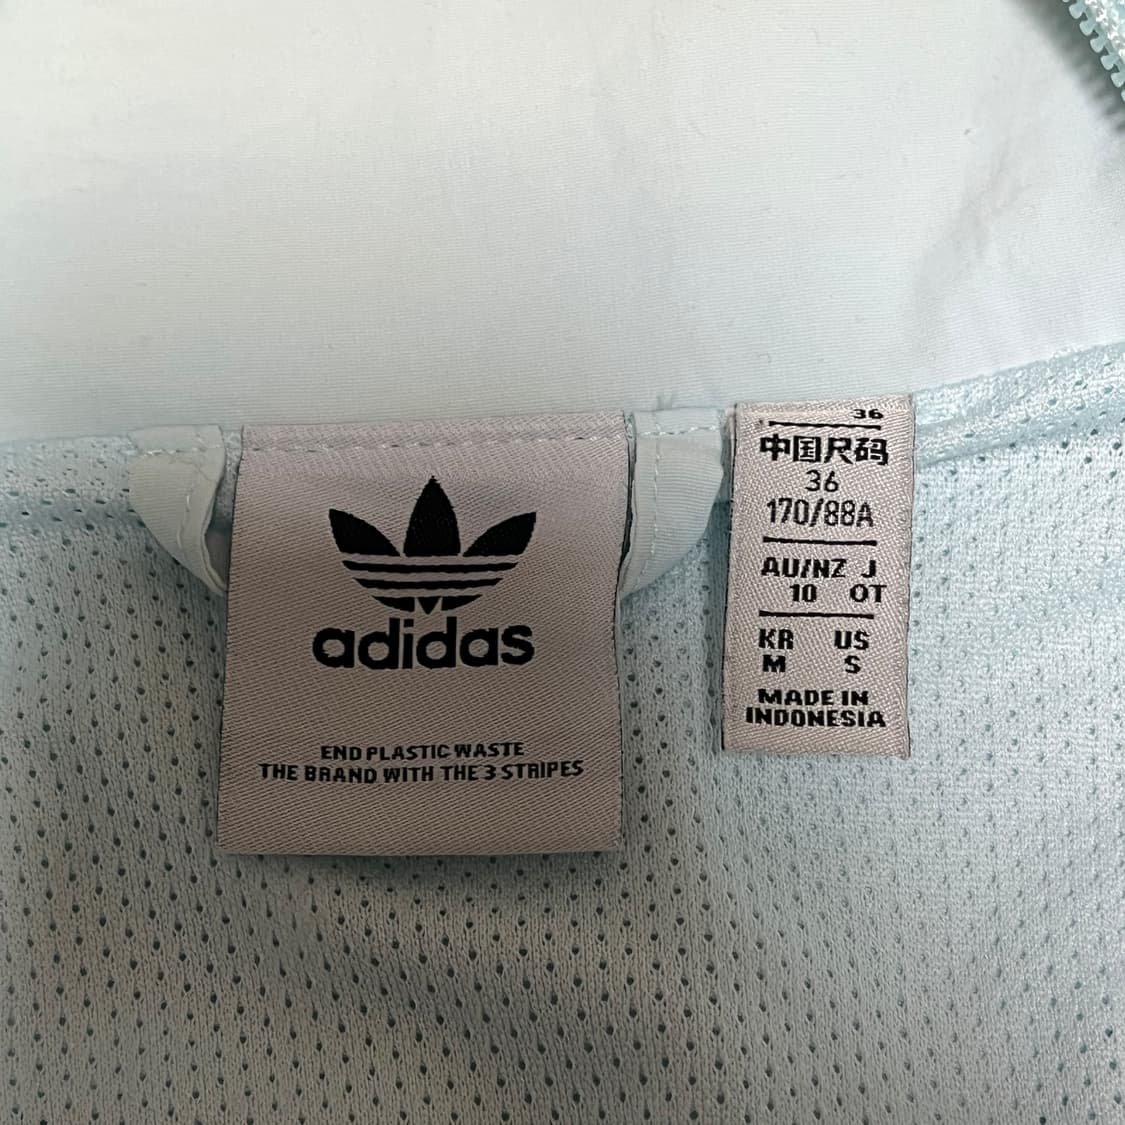 adidas
END PLASTIC WASTE
THE BRAND WITH THE 3 STRIPES
36
中国尺码
36
170/88A
AU/NZ J
10 OT
KR US
M S
MADE IN
INDONESIA